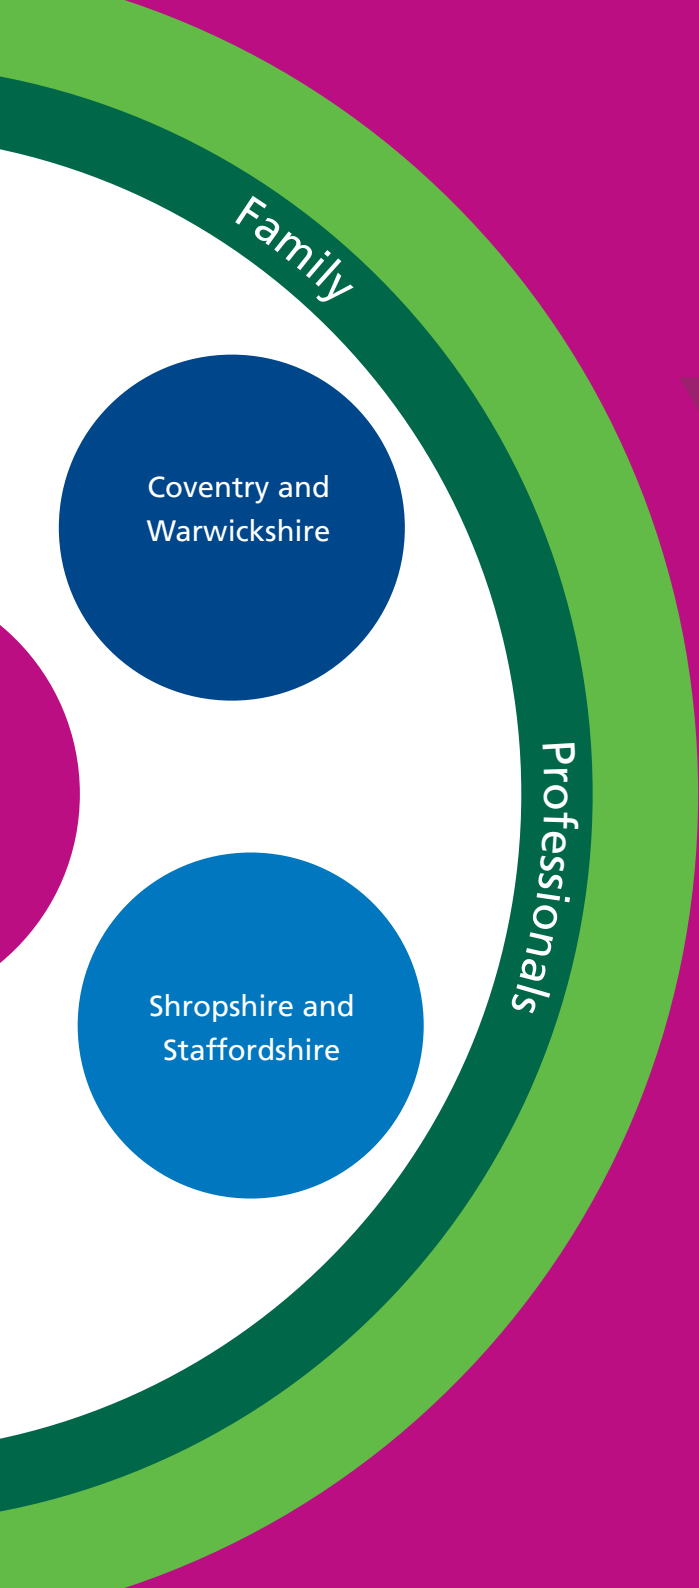 Family
Coventry and
Warwickshire
Professionals
Shropshire and
Staffordshire